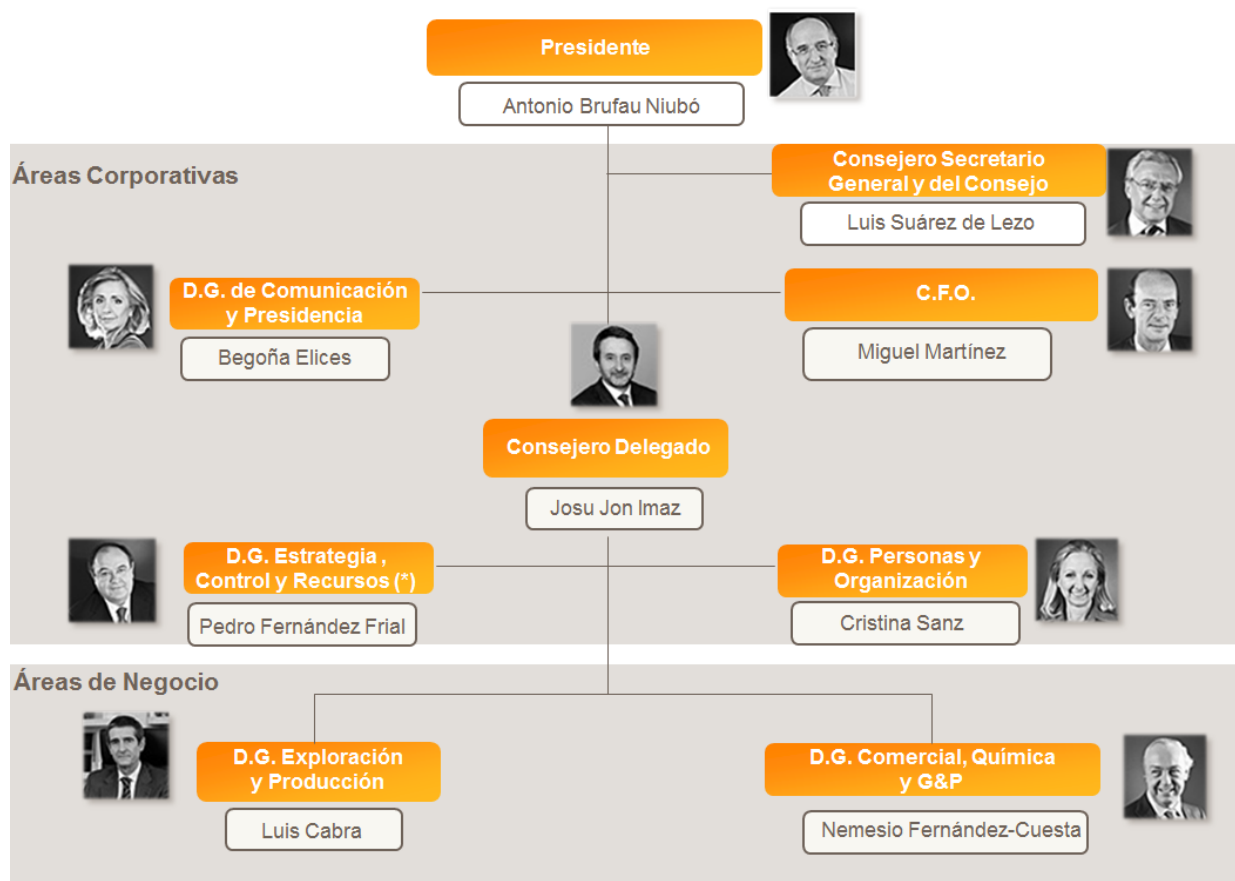 Presidente
Antonio Brufau Niubó
Áreas Corporativas
Consejero Secretario
General y del Consejo
Luis Suárez de Lezo
D.G. de Comunicación
y Presidencia
Begoña Elices
C.F.O.
Miguel Martínez
Consejero Delegado
Josu Jon Imaz
D.G. Estrategia ,
Control y Recursos (*)
Pedro Fernández Frial
D.G. Personas y
Organización
Cristina Sanz
Áreas de Negocio
D.G. Exploración
y Producción
Luis Cabra
D.G. Comercial, Química
y G&P
Nemesio Fernández-Cuesta